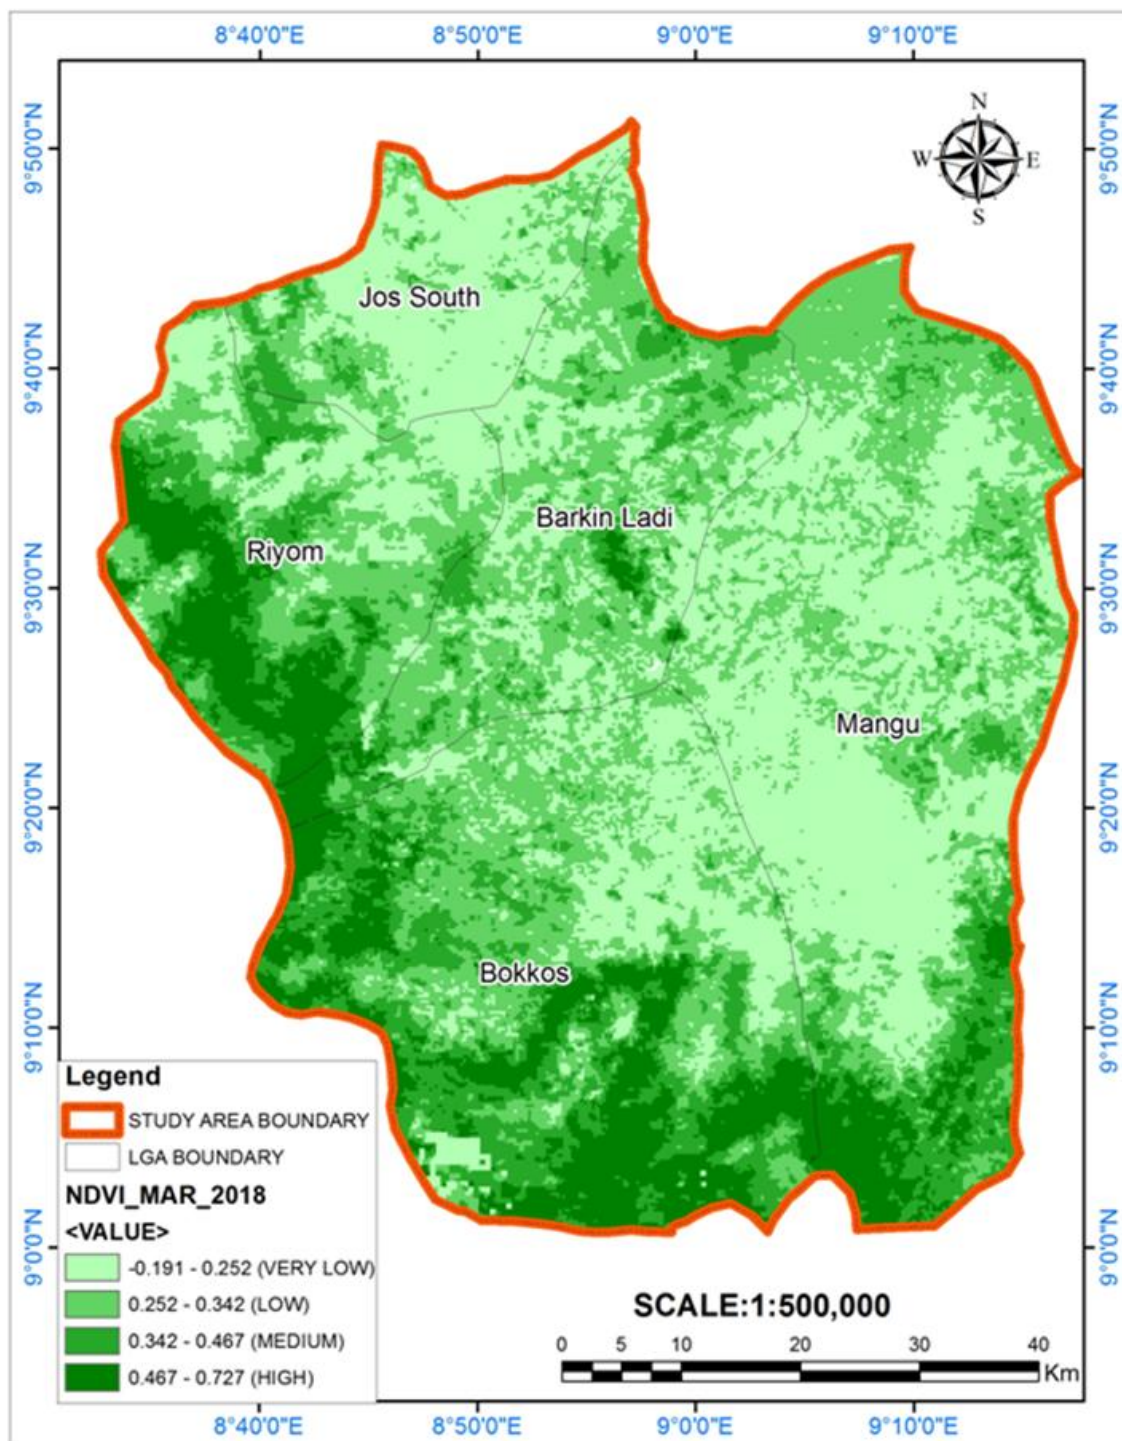 8°40'0"E 8°50'0"E 9°0'0"E 9°10'0"E
N
W E
S
9°50'0"N 9°50'0"N
Jos South
9°40'0"N 9°40'0"N
Barkin Ladi
Riyom
9°30'0"N 9°30'0"N
Mangu
9°20'0"N 9°20'0"N
Bokkos
9°10'0"N 9°10'0"N
Legend
STUDY AREA BOUNDARY
LGA BOUNDARY
NDVI_MAR_2018
<VALUE>
9°0'0"N 9°0'0"N
-0.191 - 0.252 (VERY LOW)
0.252 - 0.342 (LOW)
0.342 - 0.467 (MEDIUM)
0.467 - 0.727 (HIGH)
SCALE:1:500,000
0 5 10 20 30 40
Km
8°40'0"E 8°50'0"E 9°0'0"E 9°10'0"E